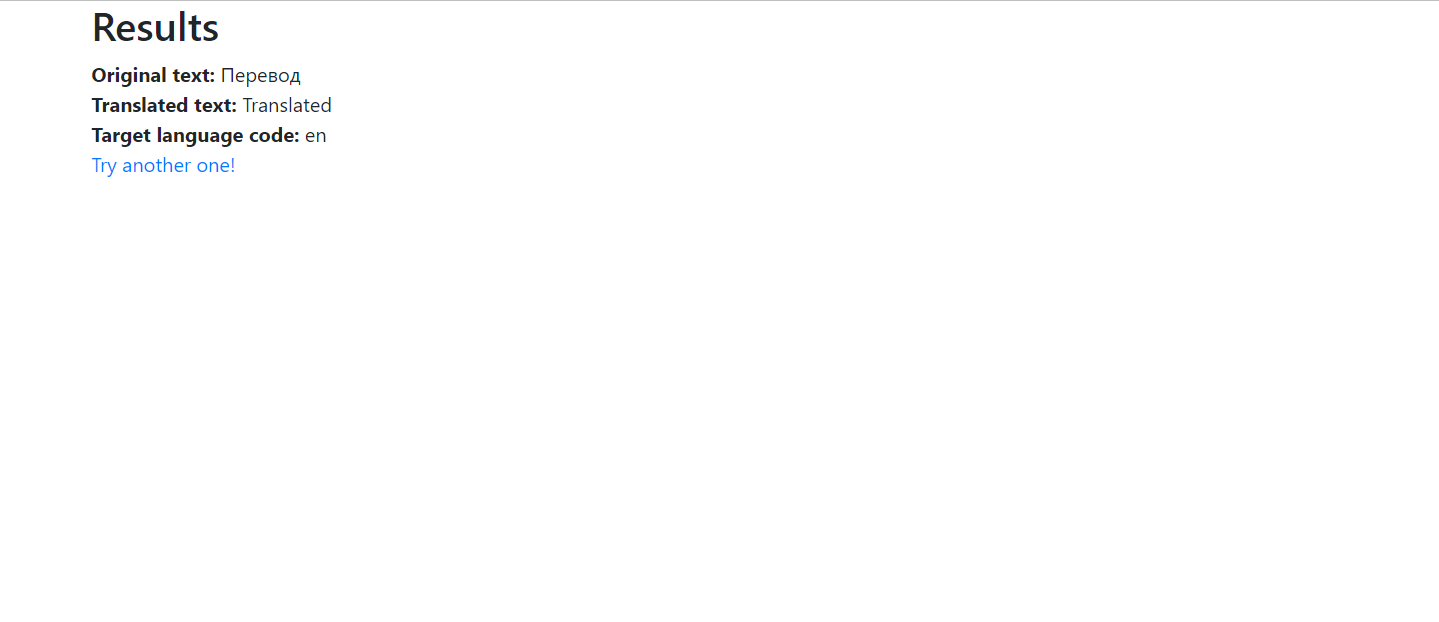 Results
Original text: Перевод
Translated text: Translated
Target language code: en
Try another one!